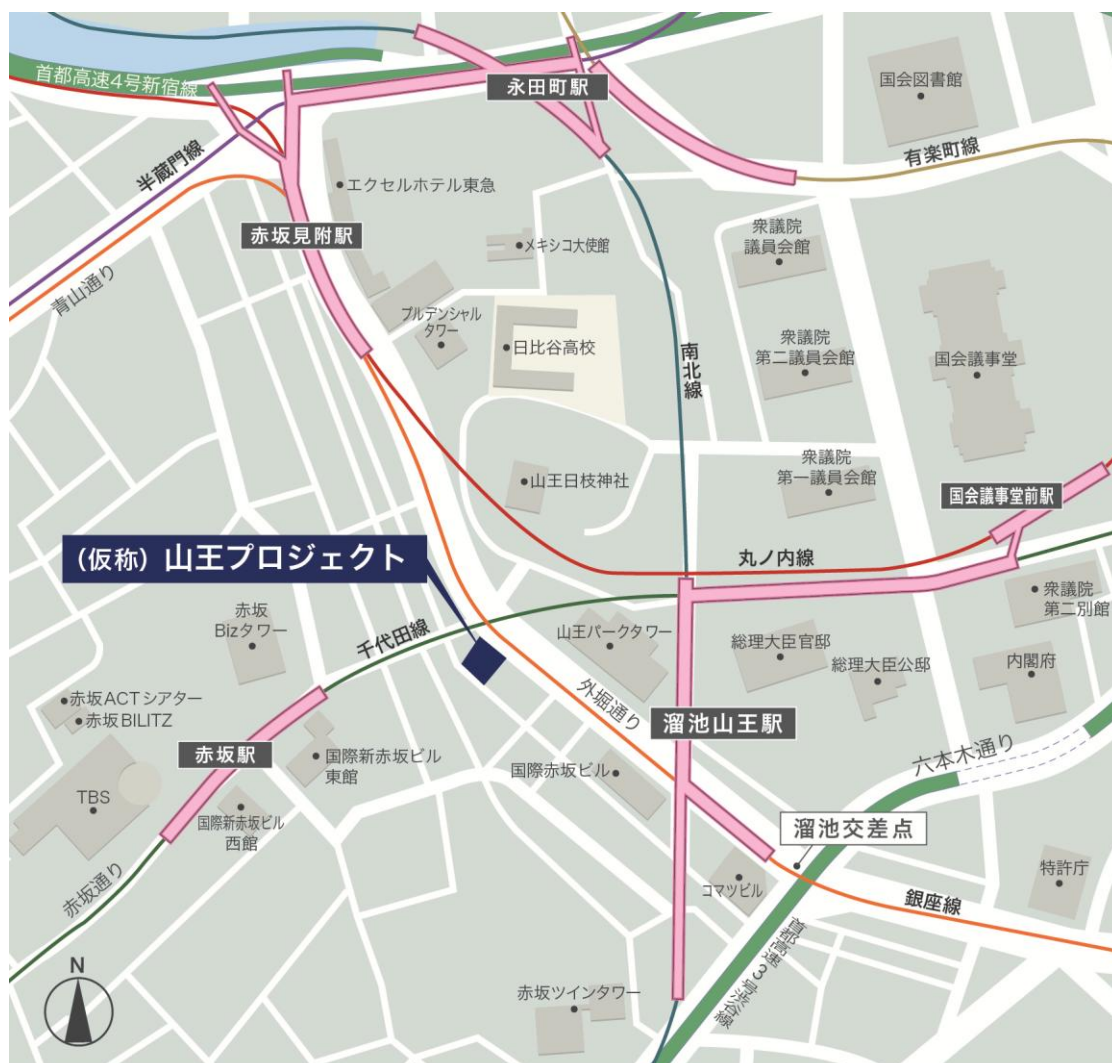 首都高速4号新宿線
永田町駅
国会図書館
半蔵門線
有楽町線
エクセルホテル東急
赤坂見附駅
メキシコ大使館
衆議院
議員会館
青山通り
プルデンシャル
タワー
日比谷高校
南北線
衆議院
第二議員会館
国会議事堂
山王日枝神社
衆議院
第一議員会館
国会議事堂前駅
(仮称) 山王プロジェクト
丸ノ内線
赤坂
Bizタワー
千代田線
山王パークタワー
総理大臣官邸
総理大臣公邸
衆議院
第二別館
内閣府
赤坂ACTシアター
赤坂BILITZ
外堀通り
溜池山王駅
赤坂駅
国際新赤坂ビル
東館
国際赤坂ビル
六本木通り
TBS
国際新赤坂ビル
西館
溜池交差点
赤坂通り
コマツビル
特許庁
銀座線
首都高速3号渋谷線
赤坂ツインタワー
N